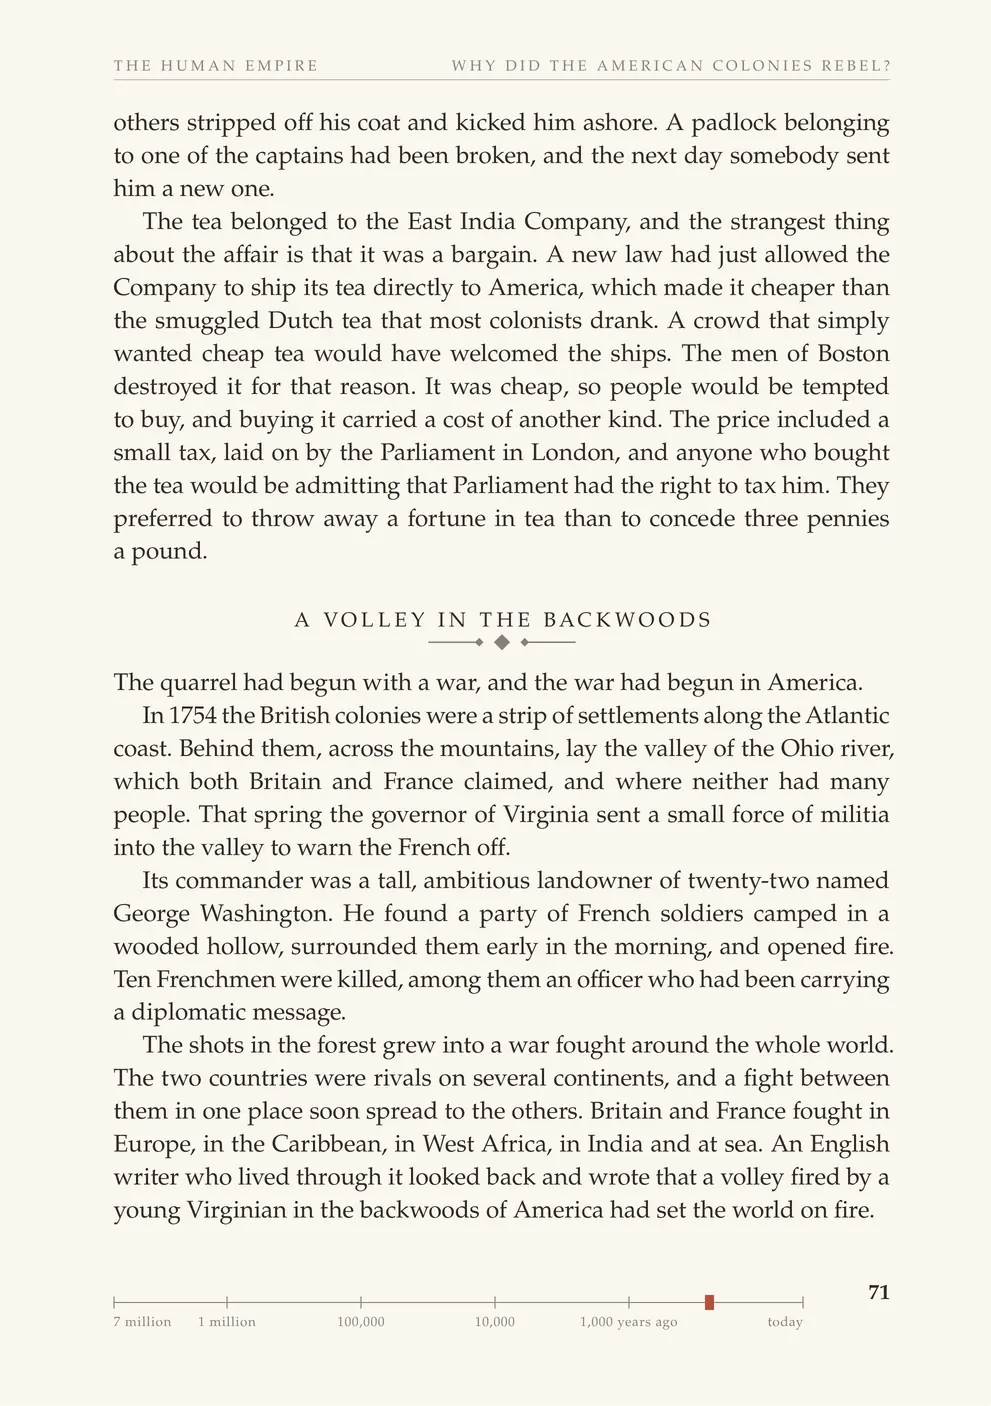 THE HUMAN EMPIRE
WHY DID THE AMERICAN COLONIES REBEL?
others stripped off his coat and kicked him ashore. A padlock belonging
to one of the captains had been broken, and the next day somebody sent
him a new one.
The tea belonged to the East India Company, and the strangest thing
about the affair is that it was a bargain. A new law had just allowed the
Company to ship its tea directly to America, which made it cheaper than
the smuggled Dutch tea that most colonists drank. A crowd that simply
wanted cheap tea would have welcomed the ships. The men of Boston
destroyed it for that reason. It was cheap, so people would be tempted
to buy, and buying it carried a cost of another kind. The price included a
small tax, laid on by the Parliament in London, and anyone who bought
the tea would be admitting that Parliament had the right to tax him. They
preferred to throw away a fortune in tea than to concede three pennies
a pound.
A VOLLEY IN THE BACKWOODS
The quarrel had begun with a war, and the war had begun in America.
In 1754 the British colonies were a strip of settlements along the Atlantic
coast. Behind them, across the mountains, lay the valley of the Ohio river,
which both Britain and France claimed, and where neither had many
people. That spring the governor of Virginia sent a small force of militia
into the valley to warn the French off.
Its commander was a tall, ambitious landowner of twenty-two named
George Washington. He found a party of French soldiers camped in a
wooded hollow, surrounded them early in the morning, and opened fire.
Ten Frenchmen were killed, among them an officer who had been carrying
a diplomatic message.
The shots in the forest grew into a war fought around the whole world.
The two countries were rivals on several continents, and a fight between
them in one place soon spread to the others. Britain and France fought in
Europe, in the Caribbean, in West Africa, in India and at sea. An English
writer who lived through it looked back and wrote that a volley fired by a
young Virginian in the backwoods of America had set the world on fire.
71
7 million 1 million 100,000 10,000 1,000 years ago today